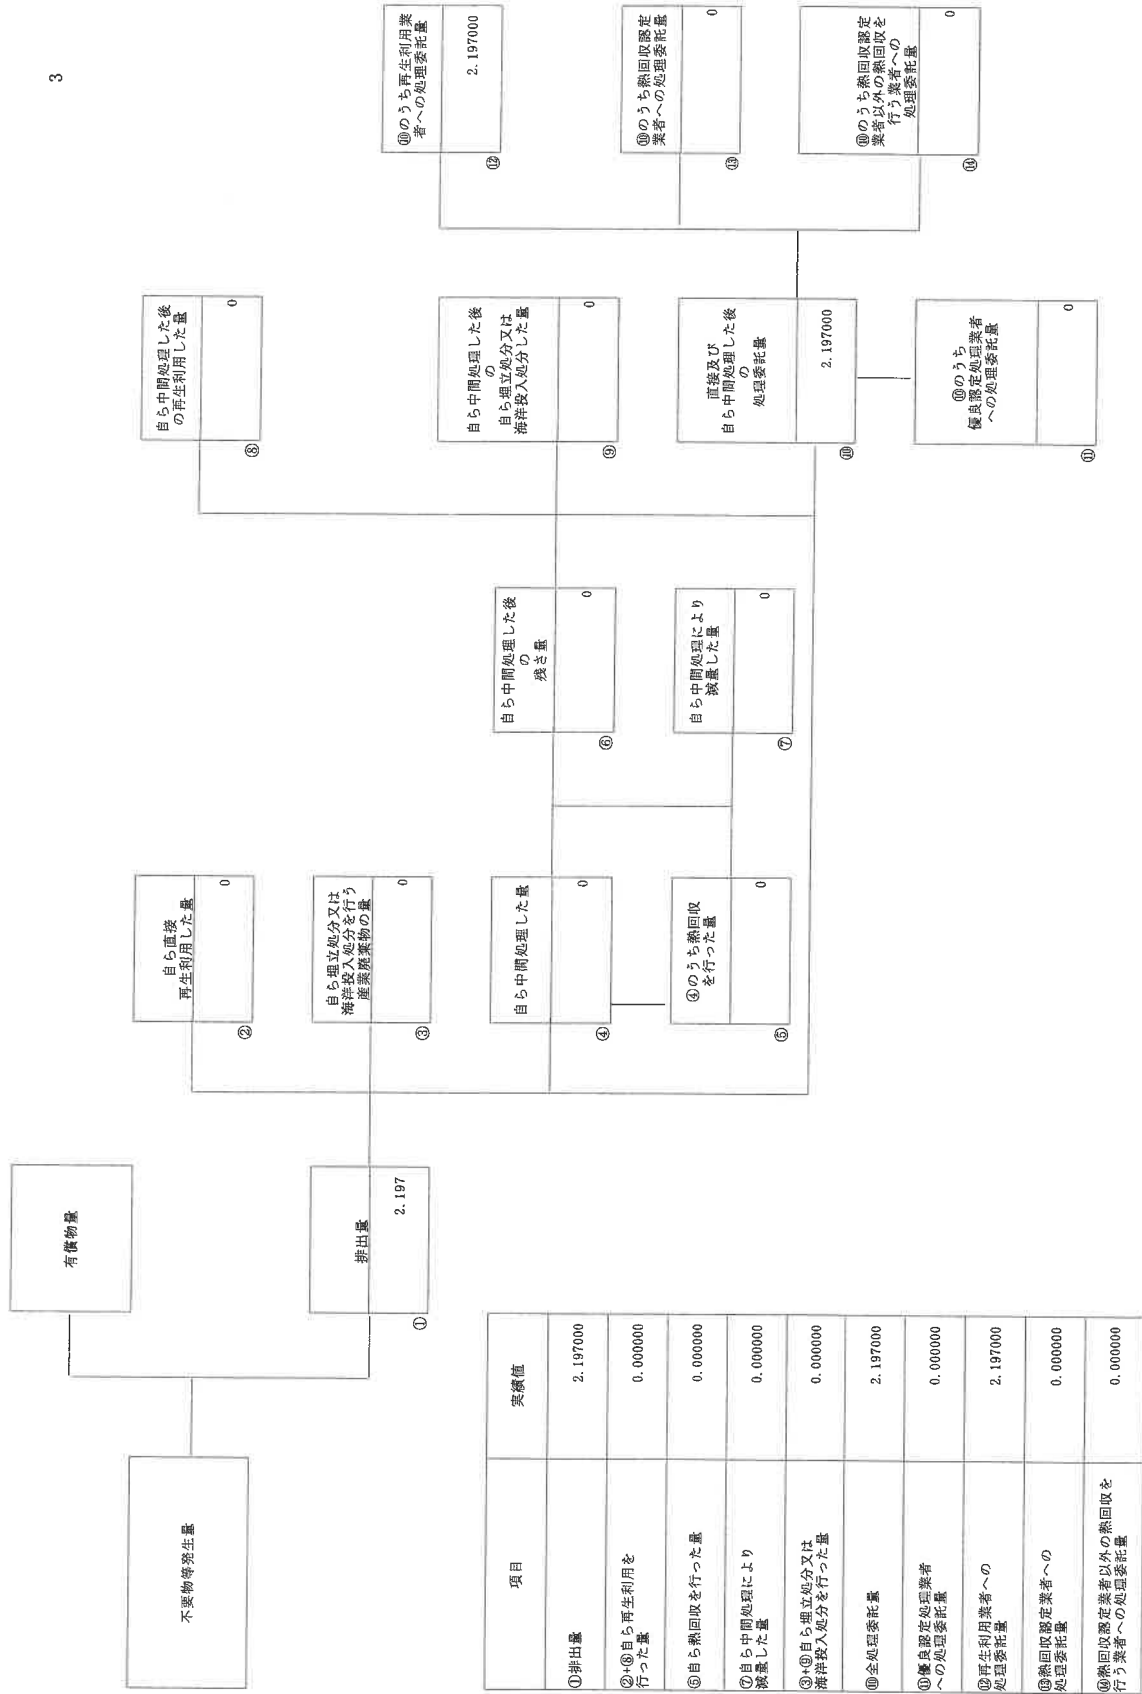 3
不要物等発生量
有償物量
排出量
2.197
①
自ら直接
再生利用した量
0
②
自ら埋立処分又は
海洋投入処分を行う
産業廃棄物の量
0
③
自ら中間処理した量
0
④
④のうち熱回収
を行った量
0
⑤
自ら中間処理した後
の
残さ量
0
⑥
自ら中間処理により
減量した量
0
⑦
自ら中間処理した後
の再生利用した量
0
⑧
自ら中間処理した後
の
自ら埋立処分又は
海洋投入処分した量
0
⑨
直接及び
自ら中間処理した後
の
処理委託量
2.197000
⑩
⑩のうち
優良認定処理業者
への処理委託量
0
⑪
⑩のうち再生利用業
者への処理委託量
2.197000
⑫
⑩のうち熱回収認定
業者への処理委託量
0
⑬
⑩のうち熱回収認定
業者以外の熱回収を
行う業者への
処理委託量
0
⑭
項目 実績値
①排出量 2.197000
②+⑧自ら再生利用を
行った量 0.000000
⑤自ら熱回収を行った量 0.000000
⑦自ら中間処理により
減量した量 0.000000
③+⑨自ら埋立処分又は
海洋投入処分を行った量 0.000000
⑩全処理委託量 2.197000
⑪優良認定処理業者
への処理委託量 0.000000
⑫再生利用業者への
処理委託量 2.197000
⑬熱回収認定業者への
処理委託量 0.000000
⑭熱回収認定業者以外の熱回収を
行う業者への処理委託量 0.000000